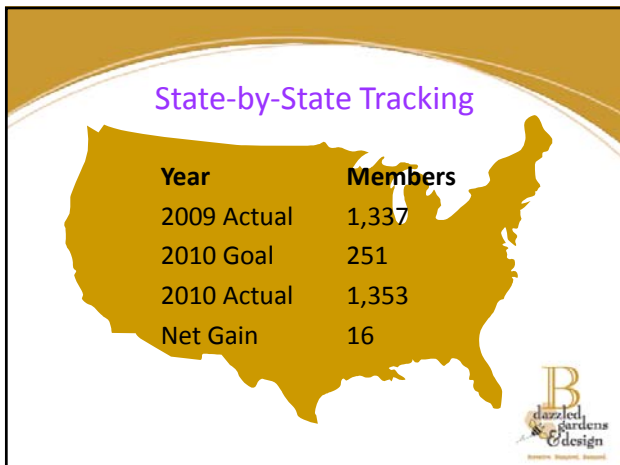 State-by-State Tracking
Year Members
2009 Actual 1,337
2010 Goal 251
2010 Actual 1,353
Net Gain 16
B
dazzled
gardens
& design